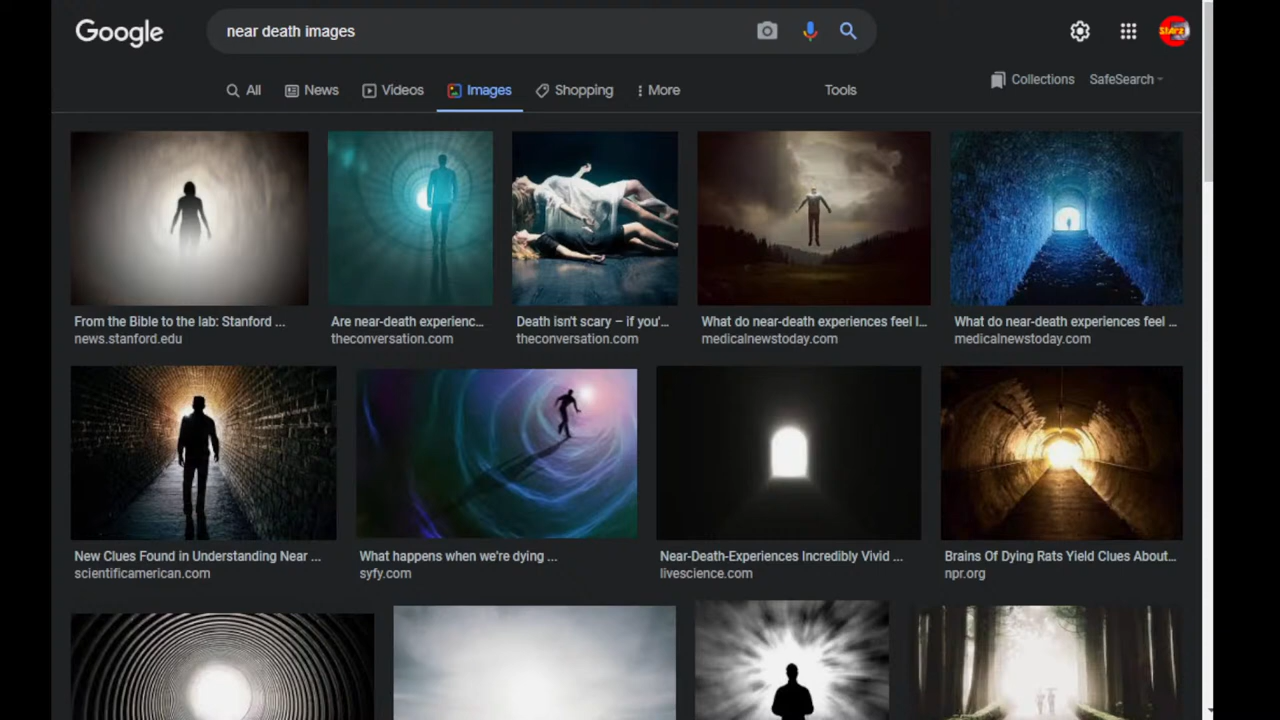 Google
near death images
All
News
Videos
Images
Shopping
More
Tools
Collections
SafeSearch
From the Bible to the lab: Stanford ...
news.stanford.edu
Are near-death experienc...
theconversation.com
Death isn't scary – if you'...
theconversation.com
What do near-death experiences feel l...
medicalnewstoday.com
What do near-death experiences feel ...
medicalnewstoday.com
New Clues Found in Understanding Near ...
scientificamerican.com
What happens when we're dying ...
syfy.com
Near-Death-Experiences Incredibly Vivid ...
livescience.com
Brains Of Dying Rats Yield Clues About...
npr.org